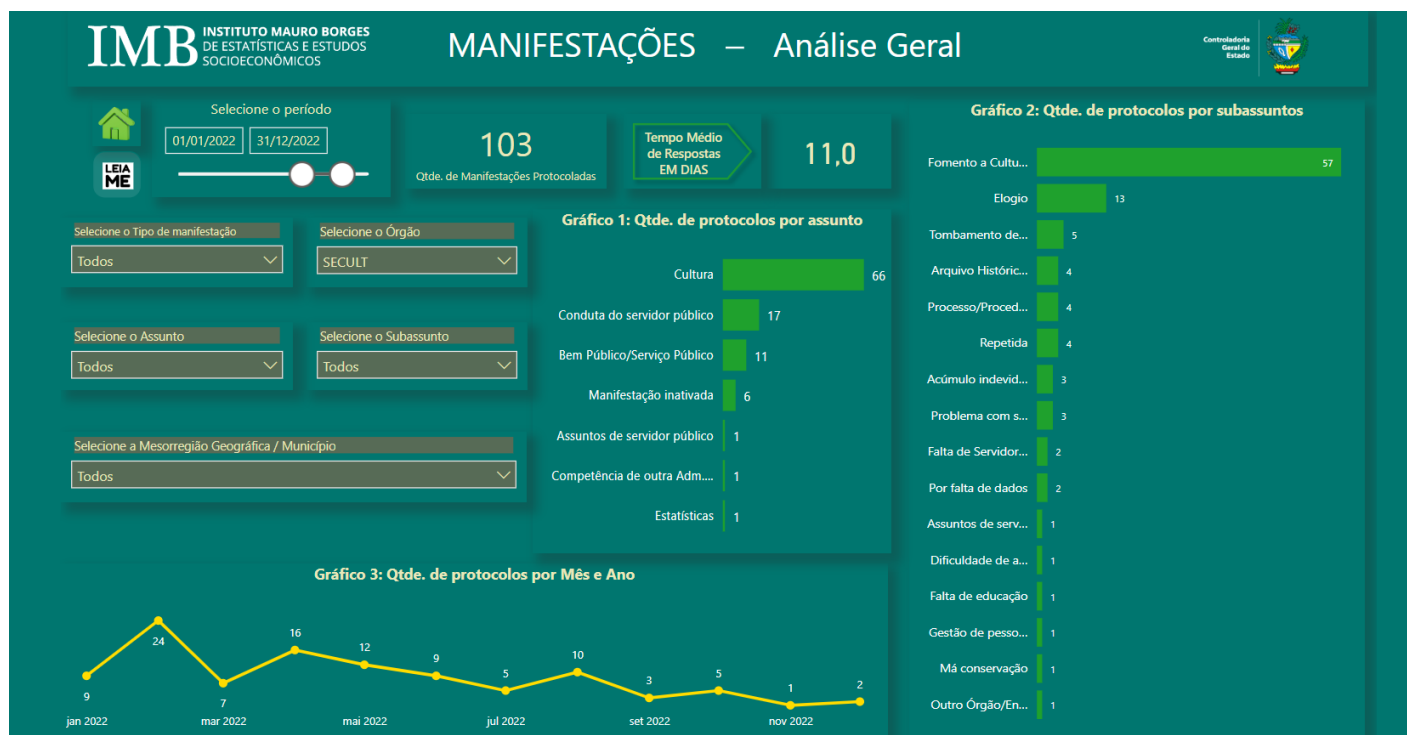 IMB
INSTITUTO MAURO BORGES
DE ESTATÍSTICAS E ESTUDOS
SOCIOECONÔMICOS
MANIFESTAÇÕES – Análise Geral
Controladoria
Geral do
Estado
Selecione o período
01/01/2022 31/12/2022
LEIA
ME
103
Qtde. de Manifestações Protocoladas
Tempo Médio
de Respostas
EM DIAS
11,0
Selecione o Tipo de manifestação
Todos
Selecione o Órgão
SECULT
Selecione o Assunto
Todos
Selecione o Subassunto
Todos
Selecione a Mesorregião Geográfica / Município
Todos
Gráfico 1: Qtde. de protocolos por assunto
Cultura 66
Conduta do servidor público 17
Bem Público/Serviço Público 11
Manifestação inativada 6
Assuntos de servidor público 1
Competência de outra Adm.... 1
Estatísticas 1
Gráfico 2: Qtde. de protocolos por subassuntos
Fomento a Cultu... 57
Elogio 13
Tombamento de... 5
Arquivo Históric... 4
Processo/Proced... 4
Repetida 4
Acúmulo indevid... 3
Problema com s... 3
Falta de Servidor... 2
Por falta de dados 2
Assuntos de serv... 1
Dificuldade de a... 1
Falta de educação 1
Gestão de pesso... 1
Má conservação 1
Outro Órgão/En... 1
Gráfico 3: Qtde. de protocolos por Mês e Ano
9 24 7 16 12 9 5 10 3 5 1 2
jan 2022 mar 2022 mai 2022 jul 2022 set 2022 nov 2022